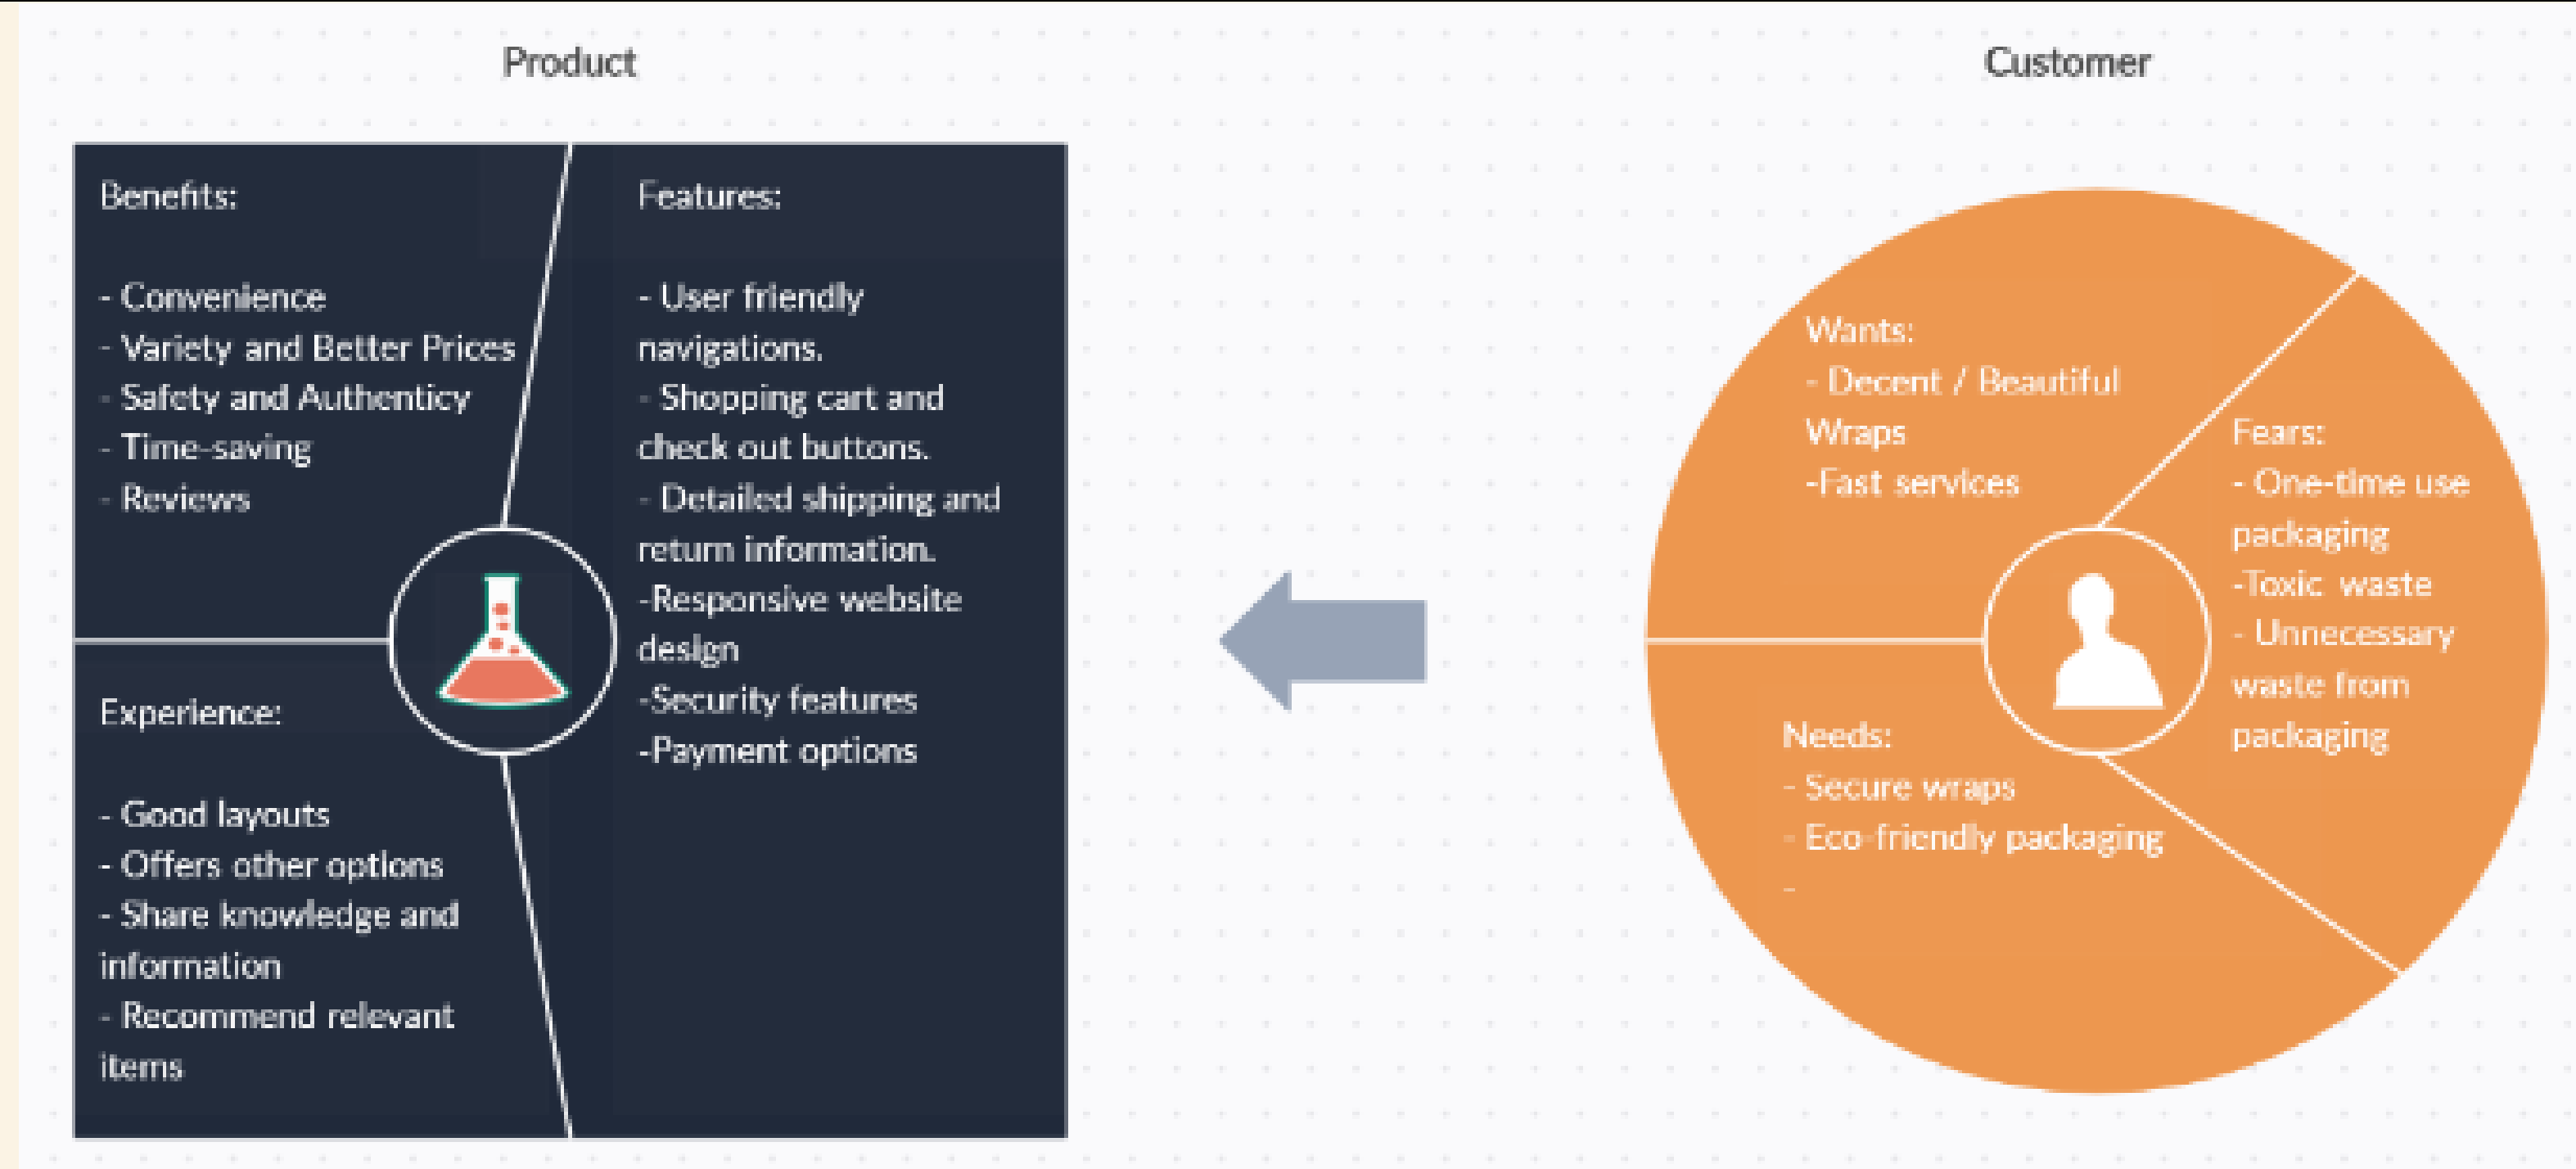 Product
Customer
Benefits:
- Convenience
- Variety and Better Prices
- Safety and Authenticy
- Time-saving
- Reviews
Features:
- User friendly
navigations.
- Shopping cart and
check out buttons.
- Detailed shipping and
return information.
-Responsive website
design
-Security features
-Payment options
Experience:
- Good layouts
- Offers other options
- Share knowledge and
information
- Recommend relevant
items
Wants:
- Decent / Beautiful
Wraps
-Fast services
Fears:
- One-time use
packaging
-Toxic waste
- Unnecessary
waste from
packaging
Needs:
- Secure wraps
- Eco-friendly packaging
-